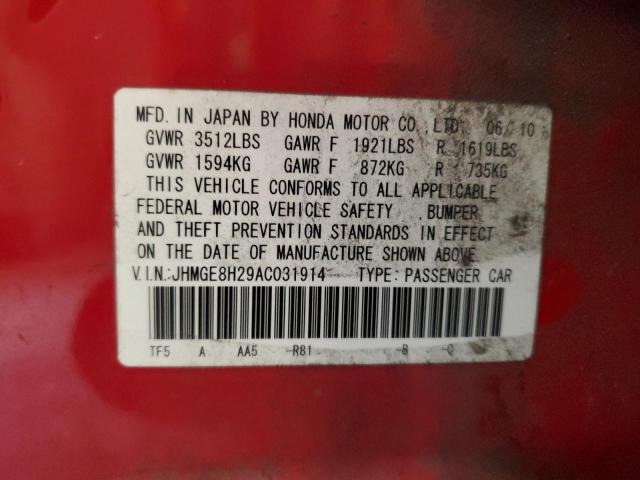 MFD. IN JAPAN BY HONDA MOTOR CO., LTD. 06/10
GVWR 3512LBS GAWR F 1921LBS R 1619LBS
GVWR 1594KG GAWR F 872KG R 735KG
THIS VEHICLE CONFORMS TO ALL APPLICABLE
FEDERAL MOTOR VEHICLE SAFETY , BUMPER,
AND THEFT PREVENTION STANDARDS IN EFFECT
ON THE DATE OF MANUFACTURE SHOWN ABOVE.
V.I.N.:JHMGE8H29AC031914 TYPE: PASSENGER CAR
TF5 A AA5 -R81 -8 -C